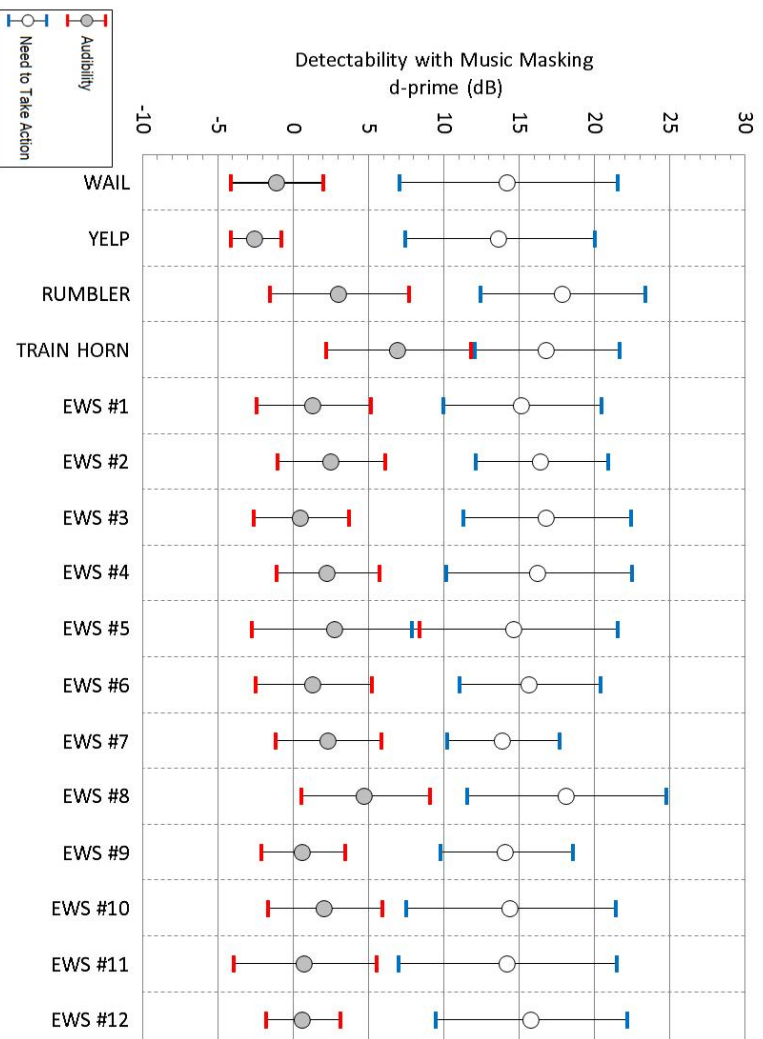 Detectability with Music Masking
d-prime (dB)
Audibility
Need to Take Action
-10
-5
0
5
10
15
20
25
30
WAIL
YELP
RUMBLER
TRAIN HORN
EWS #1
EWS #2
EWS #3
EWS #4
EWS #5
EWS #6
EWS #7
EWS #8
EWS #9
EWS #10
EWS #11
EWS #12